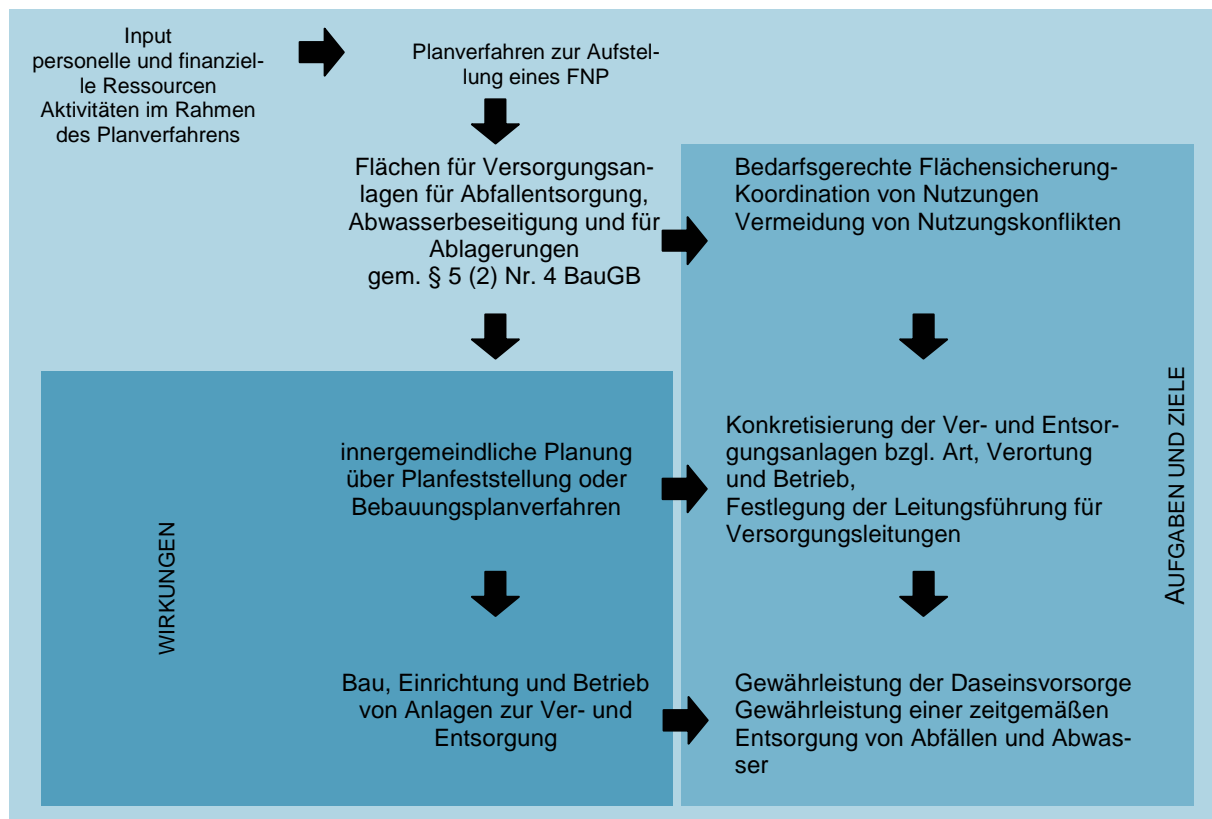 Input
personelle und finanziel-
le Ressourcen
Aktivitäten im Rahmen
des Planverfahrens
Planverfahren zur Aufstel-
lung eines FNP
Flächen für Versorgungsan-
lagen für Abfallentsorgung,
Abwasserbeseitigung und für
Ablagerungen
gem. § 5 (2) Nr. 4 BauGB
Bedarfsgerechte Flächensicherung-
Koordination von Nutzungen
Vermeidung von Nutzungskonflikten
innergemeindliche Planung
über Planfeststellung oder
Bebauungsplanverfahren
Konkretisierung der Ver- und Entsor-
gungsanlagen bzgl. Art, Verortung
und Betrieb,
Festlegung der Leitungsführung für
Versorgungsleitungen
Bau, Einrichtung und Betrieb
von Anlagen zur Ver- und
Entsorgung
Gewährleistung der Daseinsvorsorge
Gewährleistung einer zeitgemäßen
Entsorgung von Abfällen und Abwas-
ser
WIRKUNGEN
AUFGABEN UND ZIELE